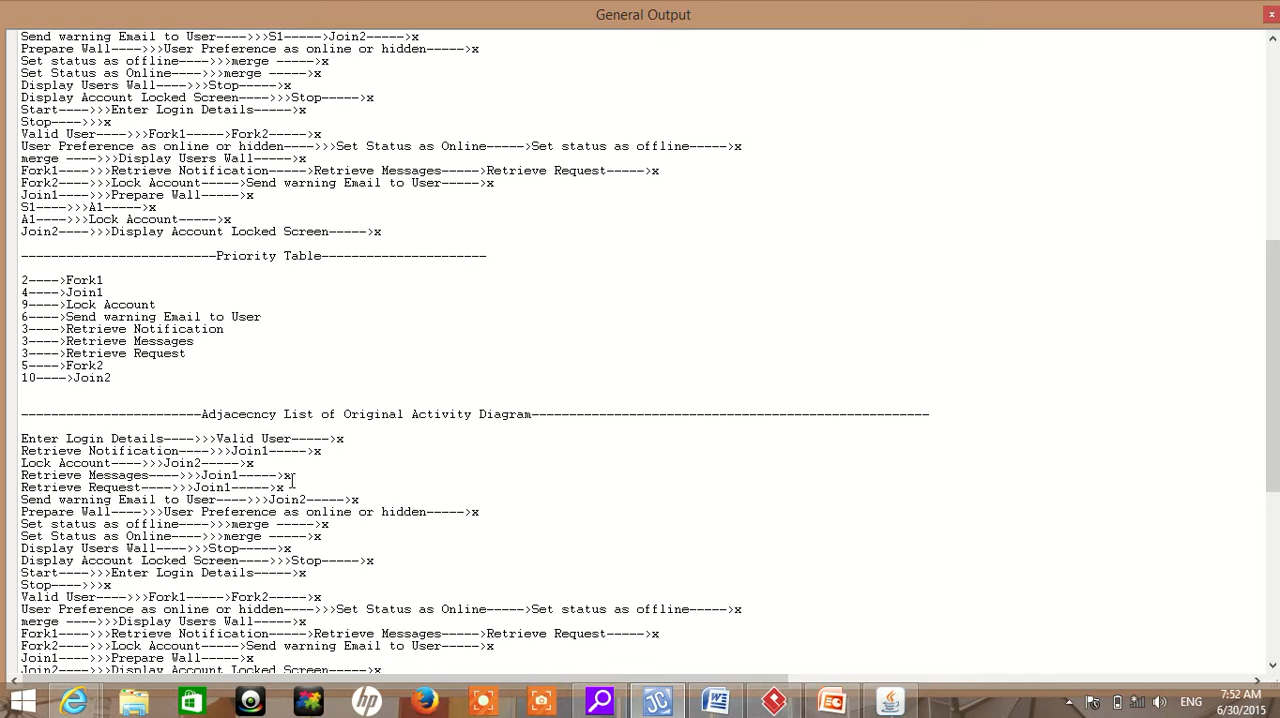 General Output
Send warning Email to User---->>>S1----->Join2----->x
Prepare Wall---->>>User Preference as online or hidden----->x
Set status as offline---->>>merge ----->x
Set Status as Online---->>>merge ----->x
Display Users Wall---->>>Stop----->x
Display Account Locked Screen---->>>Stop----->x
Start---->>>Enter Login Details----->x
Stop---->>>x
Valid User---->>>Fork1----->Fork2----->x
User Preference as online or hidden---->>>Set Status as Online----->Set status as offline----->x
merge ---->>>Display Users Wall----->x
Fork1---->>>Retrieve Notification----->Retrieve Messages----->Retrieve Request----->x
Fork2---->>>Lock Account----->Send warning Email to User----->x
Join1---->>>Prepare Wall----->x
S1---->>>A1----->x
A1---->>>Lock Account----->x
Join2---->>>Display Account Locked Screen----->x
--------------------------Priority Table----------------------
2---->Fork1
4---->Join1
9---->Lock Account
6---->Send warning Email to User
3---->Retrieve Notification
3---->Retrieve Messages
3---->Retrieve Request
5---->Fork2
10---->Join2
------------------------Adjacecncy List of Original Activity Diagram-----------------------------------------------------
Enter Login Details---->>>Valid User----->x
Retrieve Notification---->>>Join1----->x
Lock Account---->>>Join2----->x
Retrieve Messages---->>>Join1----->x
Retrieve Request---->>>Join1----->x
Send warning Email to User---->>>Join2----->x
Prepare Wall---->>>User Preference as online or hidden----->x
Set status as offline---->>>merge ----->x
Set Status as Online---->>>merge ----->x
Display Users Wall---->>>Stop----->x
Display Account Locked Screen---->>>Stop----->x
Start---->>>Enter Login Details----->x
Stop---->>>x
Valid User---->>>Fork1----->Fork2----->x
User Preference as online or hidden---->>>Set Status as Online----->Set status as offline----->x
merge ---->>>Display Users Wall----->x
Fork1---->>>Retrieve Notification----->Retrieve Messages----->Retrieve Request----->x
Fork2---->>>Lock Account----->Send warning Email to User----->x
Join1---->>>Prepare Wall----->x
Join2---->>>Display Account Locked Screen----->x
hp
JC
ENG
7:52 AM
6/30/2015